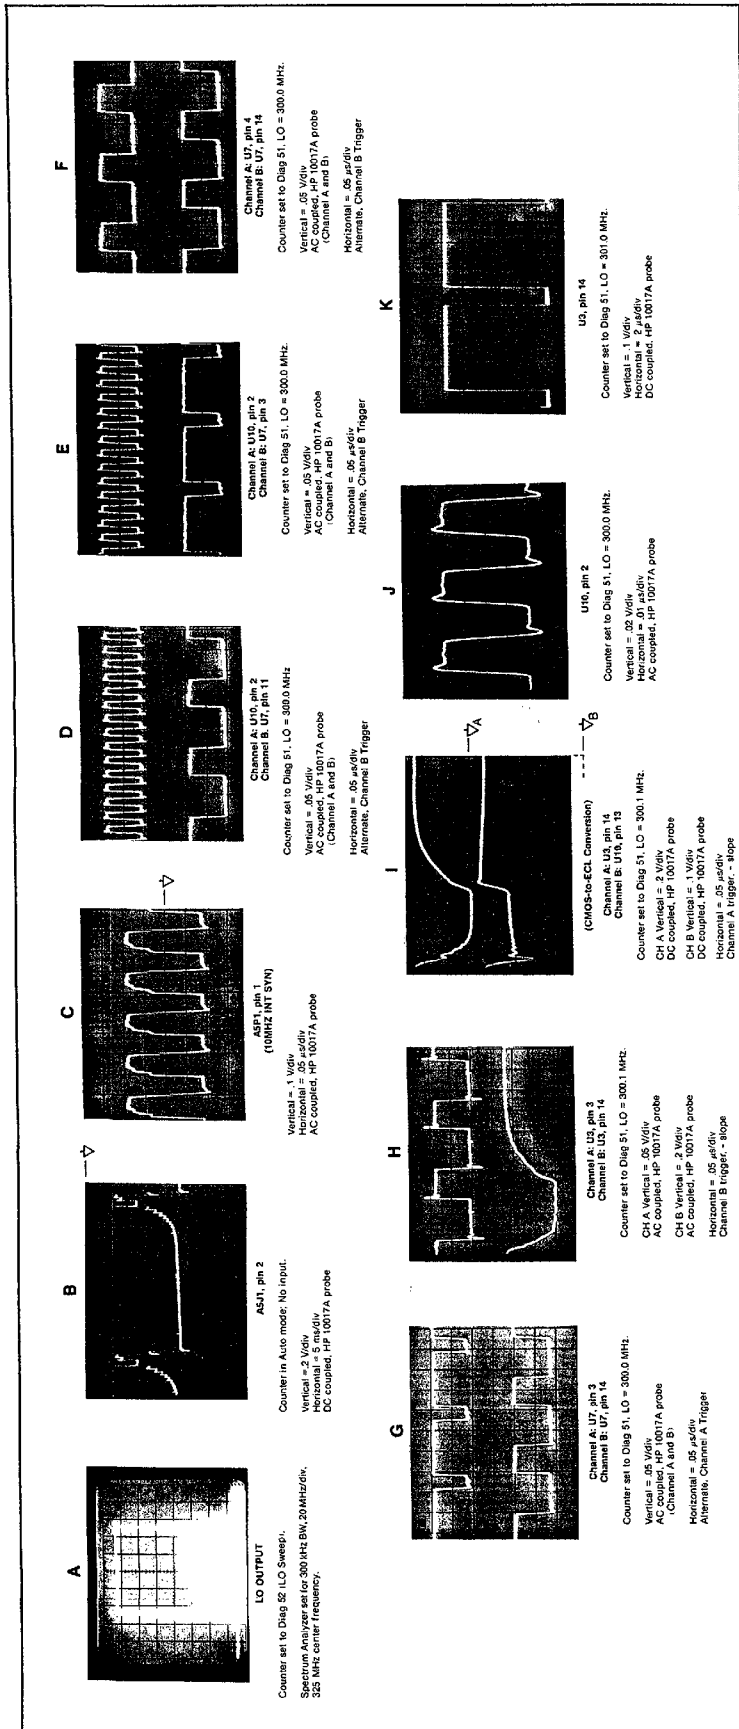 A
LO OUTPUT
Counter set to Diag 52 (LO Sweep).
Spectrum Analyzer set for 300 kHz BW, 20 MHz/div,
325 MHz center frequency.
B
A5J1, pin 2
Counter in Auto mode; No input.
Vertical = .2 V/div
Horizontal = 5 ms/div
DC coupled, HP 10017A probe
C
A5P1, pin 1
(10MHZ INT SYN)
Vertical = .1 V/div
Horizontal = .05 µs/div
AC coupled, HP 10017A probe
D
Channel A: U10, pin 2
Channel B: U7, pin 11
Counter set to Diag 51, LO = 300.0 MHz
Vertical = .05 V/div
AC coupled, HP 10017A probe
(Channel A and B)
Horizontal = .05 µs/div
Alternate, Channel B Trigger
E
Channel A: U10, pin 2
Channel B: U7, pin 3
Counter set to Diag 51, LO = 300.0 MHz.
Vertical = .05 V/div
AC coupled, HP 10017A probe
(Channel A and B)
Horizontal = .05 µs/div
Alternate, Channel B Trigger
F
Channel A: U7, pin 4
Channel B: U7, pin 14
Counter set to Diag 51, LO = 300.0 MHz.
Vertical = .05 V/div
AC coupled, HP 10017A probe
(Channel A and B)
Horizontal = .05 µs/div
Alternate, Channel B Trigger
G
Channel A: U7, pin 3
Channel B: U7, pin 14
Counter set to Diag 51, LO = 300.0 MHz.
Vertical = .05 V/div
AC coupled, HP 10017A probe
(Channel A and B)
Horizontal = .05 µs/div
Alternate, Channel A Trigger
H
Channel A: U3, pin 3
Channel B: U3, pin 14
Counter set to Diag 51, LO = 300.1 MHz.
CH A Vertical = .05 V/div
AC coupled, HP 10017A probe
CH B Vertical = .2 V/div
AC coupled, HP 10017A probe
Horizontal = .05 µs/div
Channel B trigger, - slope
I
A
B
(CMOS-to-ECL Conversion)
Channel A: U3, pin 14
Channel B: U10, pin 13
Counter set to Diag 51, LO = 300.1 MHz.
CH A Vertical = .2 V/div
DC coupled, HP 10017A probe
CH B Vertical = .1 V/div
DC coupled, HP 10017A probe
Horizontal = .05 µs/div
Channel A trigger, - slope
J
U10, pin 2
Counter set to Diag 51, LO = 300.0 MHz.
Vertical = .02 V/div
Horizontal = .01 µs/div
AC coupled, HP 10017A probe
K
U3, pin 14
Counter set to Diag 51, LO = 301.0 MHz.
Vertical = .1 V/div
Horizontal = .2 µs/div
DC coupled, HP 10017A probe